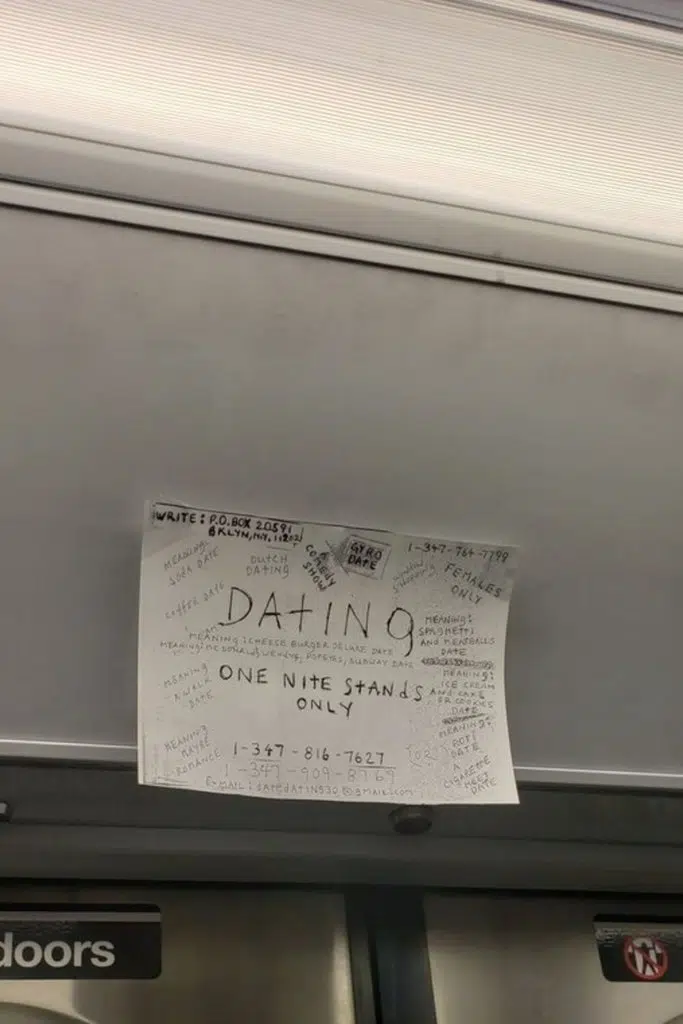 WRITE: P.O. BOX 20591
BKLYN, N.Y. 11202
MEANING:
SODA DATE
DUTCH
DATING
A
COMEDY
SHOW
GYRO
DATE
1-347-764-7799
FEMALES
ONLY
COFFEE DATE
DATING
MEANING: CHEESE BURGER DELUXE DATE
MEANING: MC DONALDS, WENDYS, POPEYES, SUBWAY DATE
MEANING:
SPAGHETTI
AND MEATBALLS
DATE
MEANING
A WALK
DATE
ONE NITE STANDS
ONLY
MEANING:
ICE CREAM
AND CAKE
OR COOKIES
DATE
MEANING:
ROTI
DATE
MEANING
MAYBE
ROMANCE
1-347-816-7627
OR
1-347-909-8769
A
CIGARETTE
MEET
DATE
E-MAIL: DATEDATING30@GMAIL.COM
doors